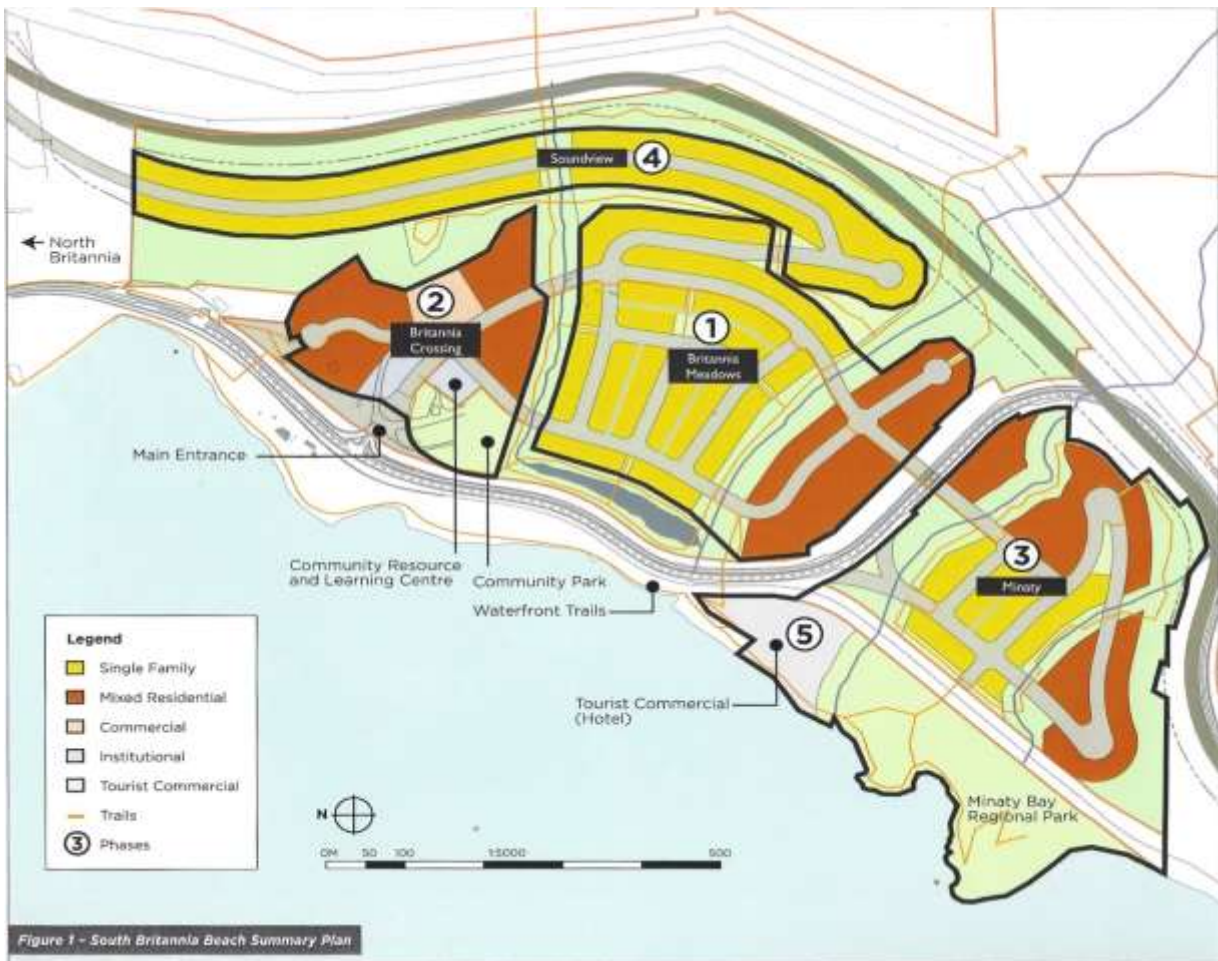 Soundview
4
North
Britannia
2
Britannia
Crossing
1
Britannia
Meadows
Main Entrance
Community Resource
and Learning Centre
Community Park
Waterfront Trails
3
Minaty
5
Tourist Commercial
(Hotel)
Minaty Bay
Regional Park
Legend
Single Family
Mixed Residential
Commercial
Institutional
Tourist Commercial
Trails
3 Phases
N
0M 50 100 1:5000 500
Figure 1 - South Britannia Beach Summary Plan